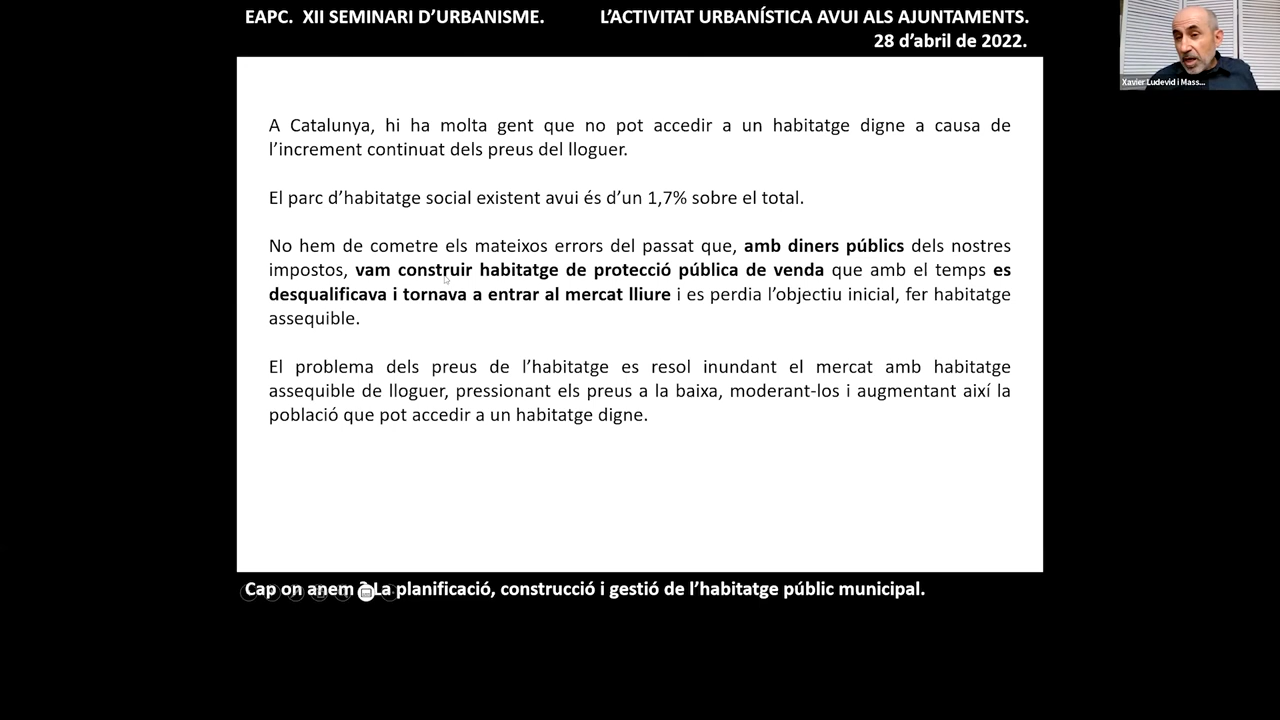 EAPC. XII SEMINARI D’URBANISME. L’ACTIVITAT URBANÍSTICA AVUI ALS AJUNTAMENTS.
28 d’abril de 2022.
Xavier Ludevid i Mass...
A Catalunya, hi ha molta gent que no pot accedir a un habitatge digne a causa de
l’increment continuat dels preus del lloguer.
El parc d’habitatge social existent avui és d’un 1,7% sobre el total.
No hem de cometre els mateixos errors del passat que, amb diners públics dels nostres
impostos, vam construir habitatge de protecció pública de venda que amb el temps es
desqualificava i tornava a entrar al mercat lliure i es perdia l’objectiu inicial, fer habitatge
assequible.
El problema dels preus de l’habitatge es resol inundant el mercat amb habitatge
assequible de lloguer, pressionant els preus a la baixa, moderant-los i augmentant així la
població que pot accedir a un habitatge digne.
Cap on anem ? La planificació, construcció i gestió de l’habitatge públic municipal.